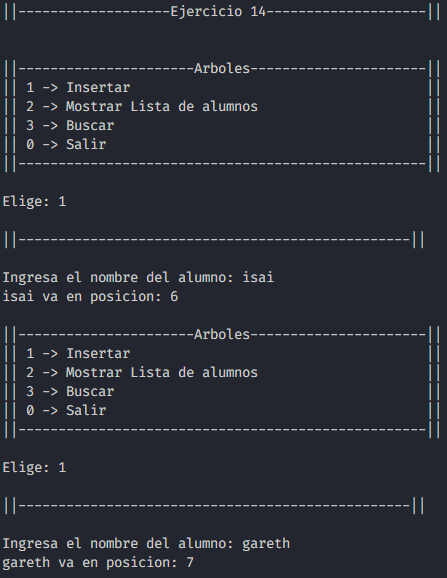 ||-------------------Ejercicio 14--------------------||
||----------------------Arboles----------------------||
|| 1 -> Insertar                                     ||
|| 2 -> Mostrar Lista de alumnos                     ||
|| 3 -> Buscar                                       ||
|| 0 -> Salir                                        ||
||---------------------------------------------------||
Elige: 1
||-------------------------------------------------||
Ingresa el nombre del alumno: isai
isai va en posicion: 6
||----------------------Arboles----------------------||
|| 1 -> Insertar                                     ||
|| 2 -> Mostrar Lista de alumnos                     ||
|| 3 -> Buscar                                       ||
|| 0 -> Salir                                        ||
||---------------------------------------------------||
Elige: 1
||-------------------------------------------------||
Ingresa el nombre del alumno: gareth
gareth va en posicion: 7